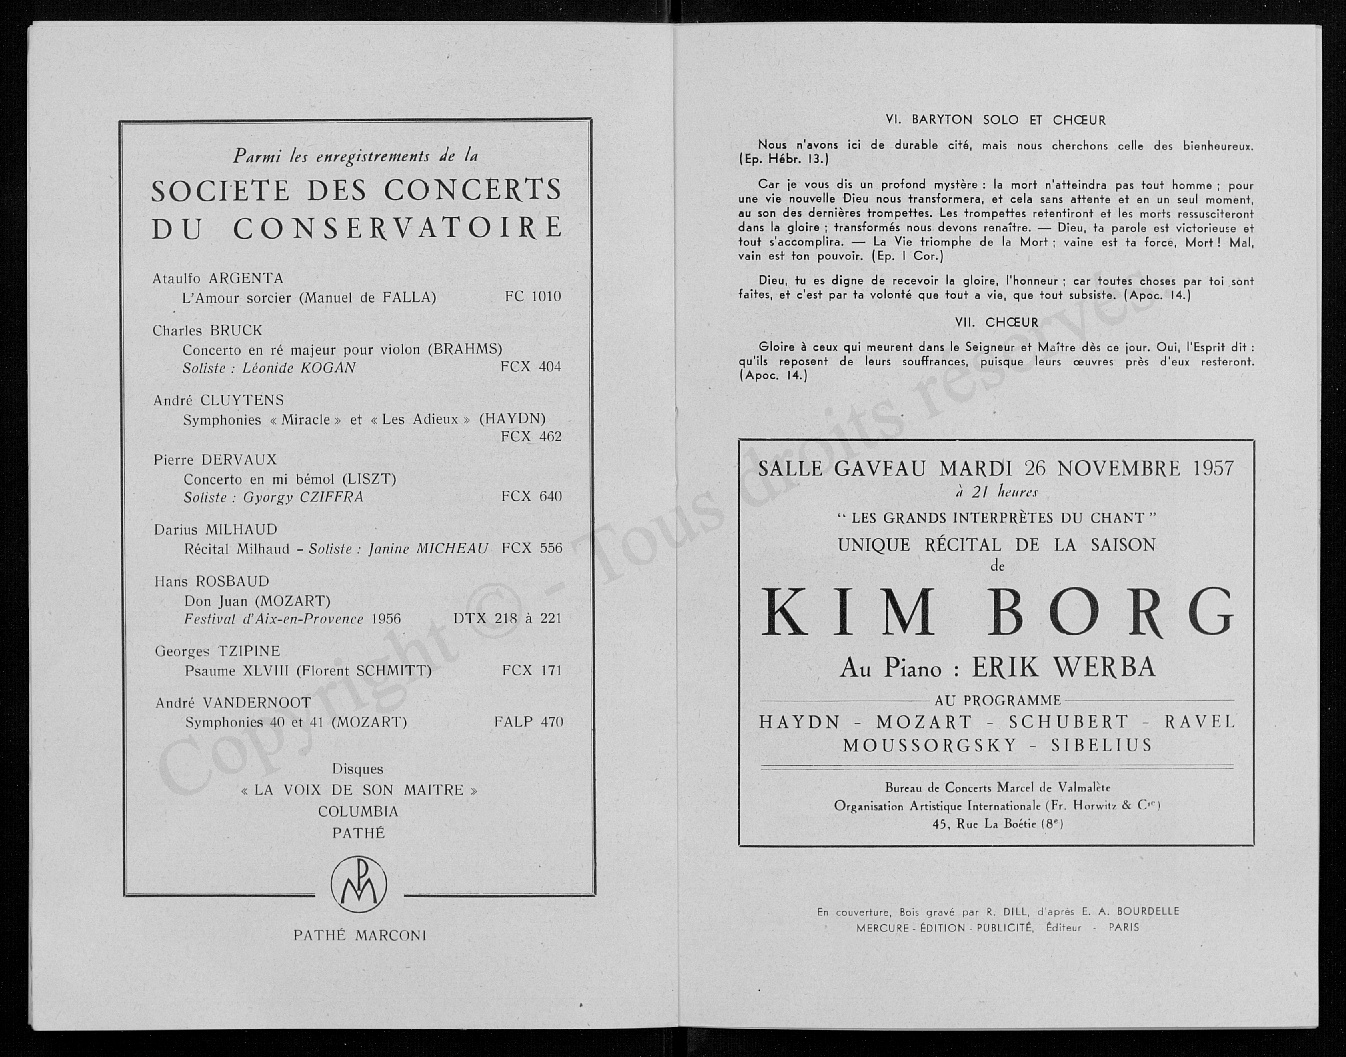 Parmi les enregistrements de la
SOCIETE DES CONCERTS
DU CONSERVATOIRE
Ataulfo ARGENTA
L'Amour sorcier (Manuel de FALLA) FC 1010
Charles BRUCK
Concerto en ré majeur pour violon (BRAHMS)
Soliste : Léonide KOGAN FCX 404
André CLUYTENS
Symphonies « Miracle » et « Les Adieux » (HAYDN)
FCX 462
Pierre DERVAUX
Concerto en mi bémol (LISZT)
Soliste : Gyorgy CZIFFRA FCX 640
Darius MILHAUD
Récital Milhaud – Soliste : Janine MICHEAU FCX 556
Hans ROSBAUD
Don Juan (MOZART)
Festival d'Aix-en-Provence 1956 DTX 218 à 221
Georges TZIPINE
Psaume XLVIII (Florent SCHMITT) FCX 171
André VANDERNOOT
Symphonies 40 et 41 (MOZART) FALP 470
Disques
« LA VOIX DE SON MAITRE »
COLUMBIA
PATHÉ
PM
PATHÉ MARCONI
VI. BARYTON SOLO ET CHŒUR
Nous n'avons ici de durable cité, mais nous cherchons celle des bienheureux.
(Ep. Hébr. 13.)
Car je vous dis un profond mystère : la mort n'atteindra pas tout homme ; pour
une vie nouvelle Dieu nous transformera, et cela sans attente et en un seul moment,
au son des dernières trompettes. Les trompettes retentiront et les morts ressusciteront
dans la gloire ; transformés nous devons renaître. — Dieu, ta parole est victorieuse et
tout s'accomplira. — La Vie triomphe de la Mort ; vaine est ta force, Mort ! Mal,
vain est ton pouvoir. (Ep. I Cor.)
Dieu, tu es digne de recevoir la gloire, l'honneur ; car toutes choses par toi sont
faites, et c'est par ta volonté que tout a vie, que tout subsiste. (Apoc. 14.)
VII. CHŒUR
Gloire à ceux qui meurent dans le Seigneur et Maître dès ce jour. Oui, l'Esprit dit :
qu'ils reposent de leurs souffrances, puisque leurs œuvres près d'eux resteront.
(Apoc. 14.)
SALLE GAVEAU MARDI 26 NOVEMBRE 1957
à 21 heures
“ LES GRANDS INTERPRÈTES DU CHANT ”
UNIQUE RÉCITAL DE LA SAISON
de
KIM BORG
Au Piano : ERIK WERBA
AU PROGRAMME
HAYDN - MOZART - SCHUBERT - RAVEL
MOUSSORGSKY - SIBELIUS
Bureau de Concerts Marcel de Valmalète
Organisation Artistique Internationale (Fr. Horwitz & Cie)
45, Rue La Boétie (8e)
En couverture, Bois gravé par R. DILL, d'après E. A. BOURDELLE
MERCURE - ÉDITION - PUBLICITÉ, Éditeur - PARIS
Copyright © - Tous droits réservés